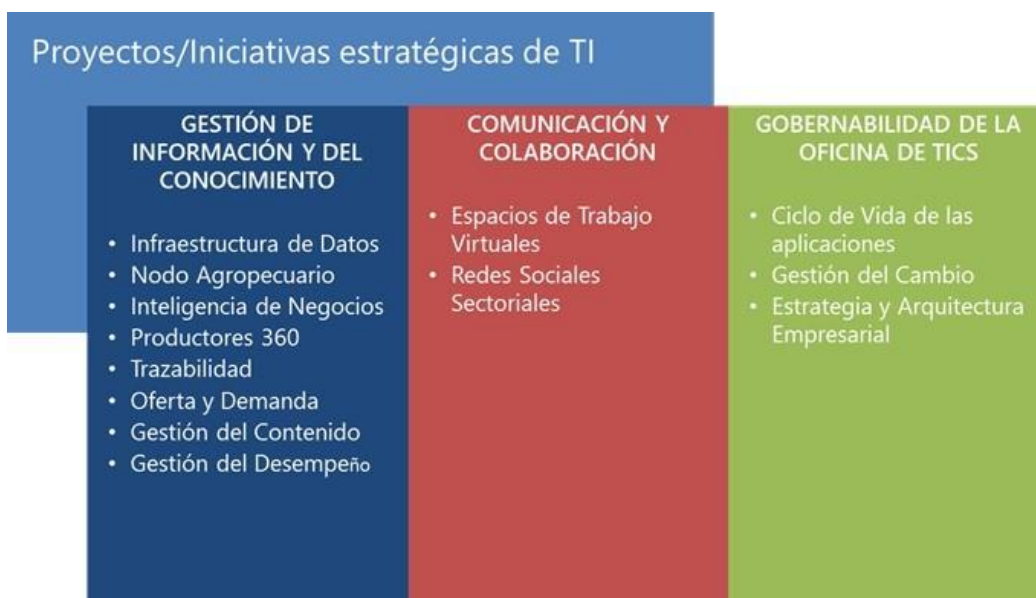 Proyectos/Iniciativas estratégicas de TI
GESTIÓN DE
INFORMACIÓN Y DEL
CONOCIMIENTO
• Infraestructura de Datos
• Nodo Agropecuario
• Inteligencia de Negocios
• Productores 360
• Trazabilidad
• Oferta y Demanda
• Gestión del Contenido
• Gestión del Desempeño
COMUNICACIÓN Y
COLABORACIÓN
• Espacios de Trabajo
Virtuales
• Redes Sociales
Sectoriales
GOBERNABILIDAD DE LA
OFICINA DE TICS
• Ciclo de Vida de las
aplicaciones
• Gestión del Cambio
• Estrategia y Arquitectura
Empresarial